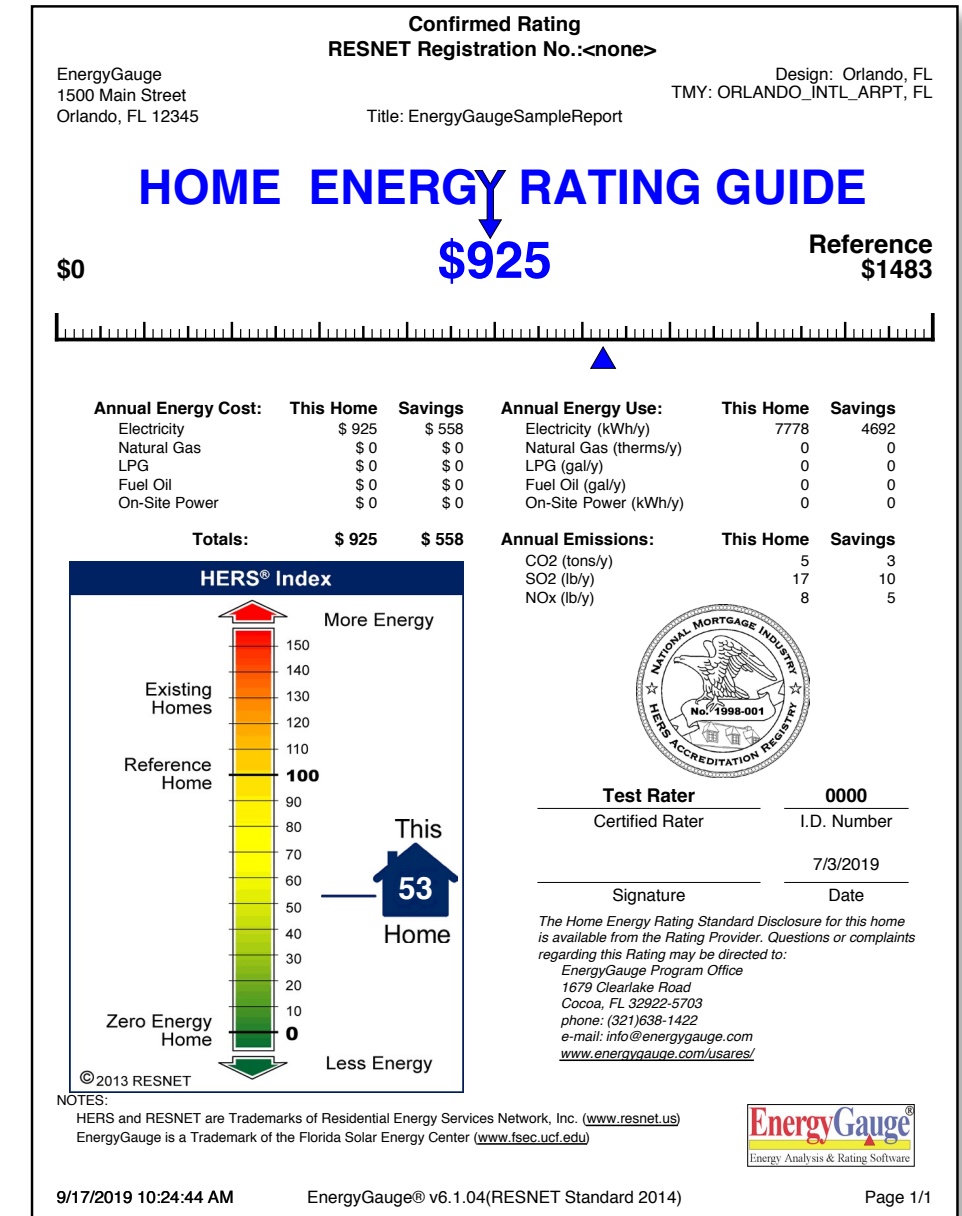 Confirmed Rating
RESNET Registration No.:<none>
EnergyGauge
1500 Main Street
Orlando, FL 12345
Title: EnergyGaugeSampleReport
Design: Orlando, FL
TMY: ORLANDO_INTL_ARPT, FL
HOME ENERGY RATING GUIDE
$0
$925
Reference
$1483
Annual Energy Cost: This Home Savings
Electricity $ 925 $ 558
Natural Gas $ 0 $ 0
LPG $ 0 $ 0
Fuel Oil $ 0 $ 0
On-Site Power $ 0 $ 0
Totals: $ 925 $ 558
Annual Energy Use: This Home Savings
Electricity (kWh/y) 7778 4692
Natural Gas (therms/y) 0 0
LPG (gal/y) 0 0
Fuel Oil (gal/y) 0 0
On-Site Power (kWh/y) 0 0
Annual Emissions: This Home Savings
CO2 (tons/y) 5 3
SO2 (lb/y) 17 10
NOx (lb/y) 8 5
HERS® Index
More Energy
150
140
Existing
Homes
130
120
110
Reference
Home
100
90
80
70
60
50
40
30
20
10
Zero Energy
Home
0
This
53
Home
Less Energy
©2013 RESNET
NATIONAL MORTGAGE INDUSTRY
No. 1998-001
HERS ACCREDITATION REGISTRY
Test Rater 0000
Certified Rater I.D. Number
7/3/2019
Signature Date
The Home Energy Rating Standard Disclosure for this home
is available from the Rating Provider. Questions or complaints
regarding this Rating may be directed to:
EnergyGauge Program Office
1679 Clearlake Road
Cocoa, FL 32922-5703
phone: (321)638-1422
e-mail: info@energygauge.com
www.energygauge.com/usares/
NOTES:
HERS and RESNET are Trademarks of Residential Energy Services Network, Inc. (www.resnet.us)
EnergyGauge is a Trademark of the Florida Solar Energy Center (www.fsec.ucf.edu)
EnergyGauge®
Energy Analysis & Rating Software
9/17/2019 10:24:44 AM EnergyGauge® v6.1.04(RESNET Standard 2014) Page 1/1